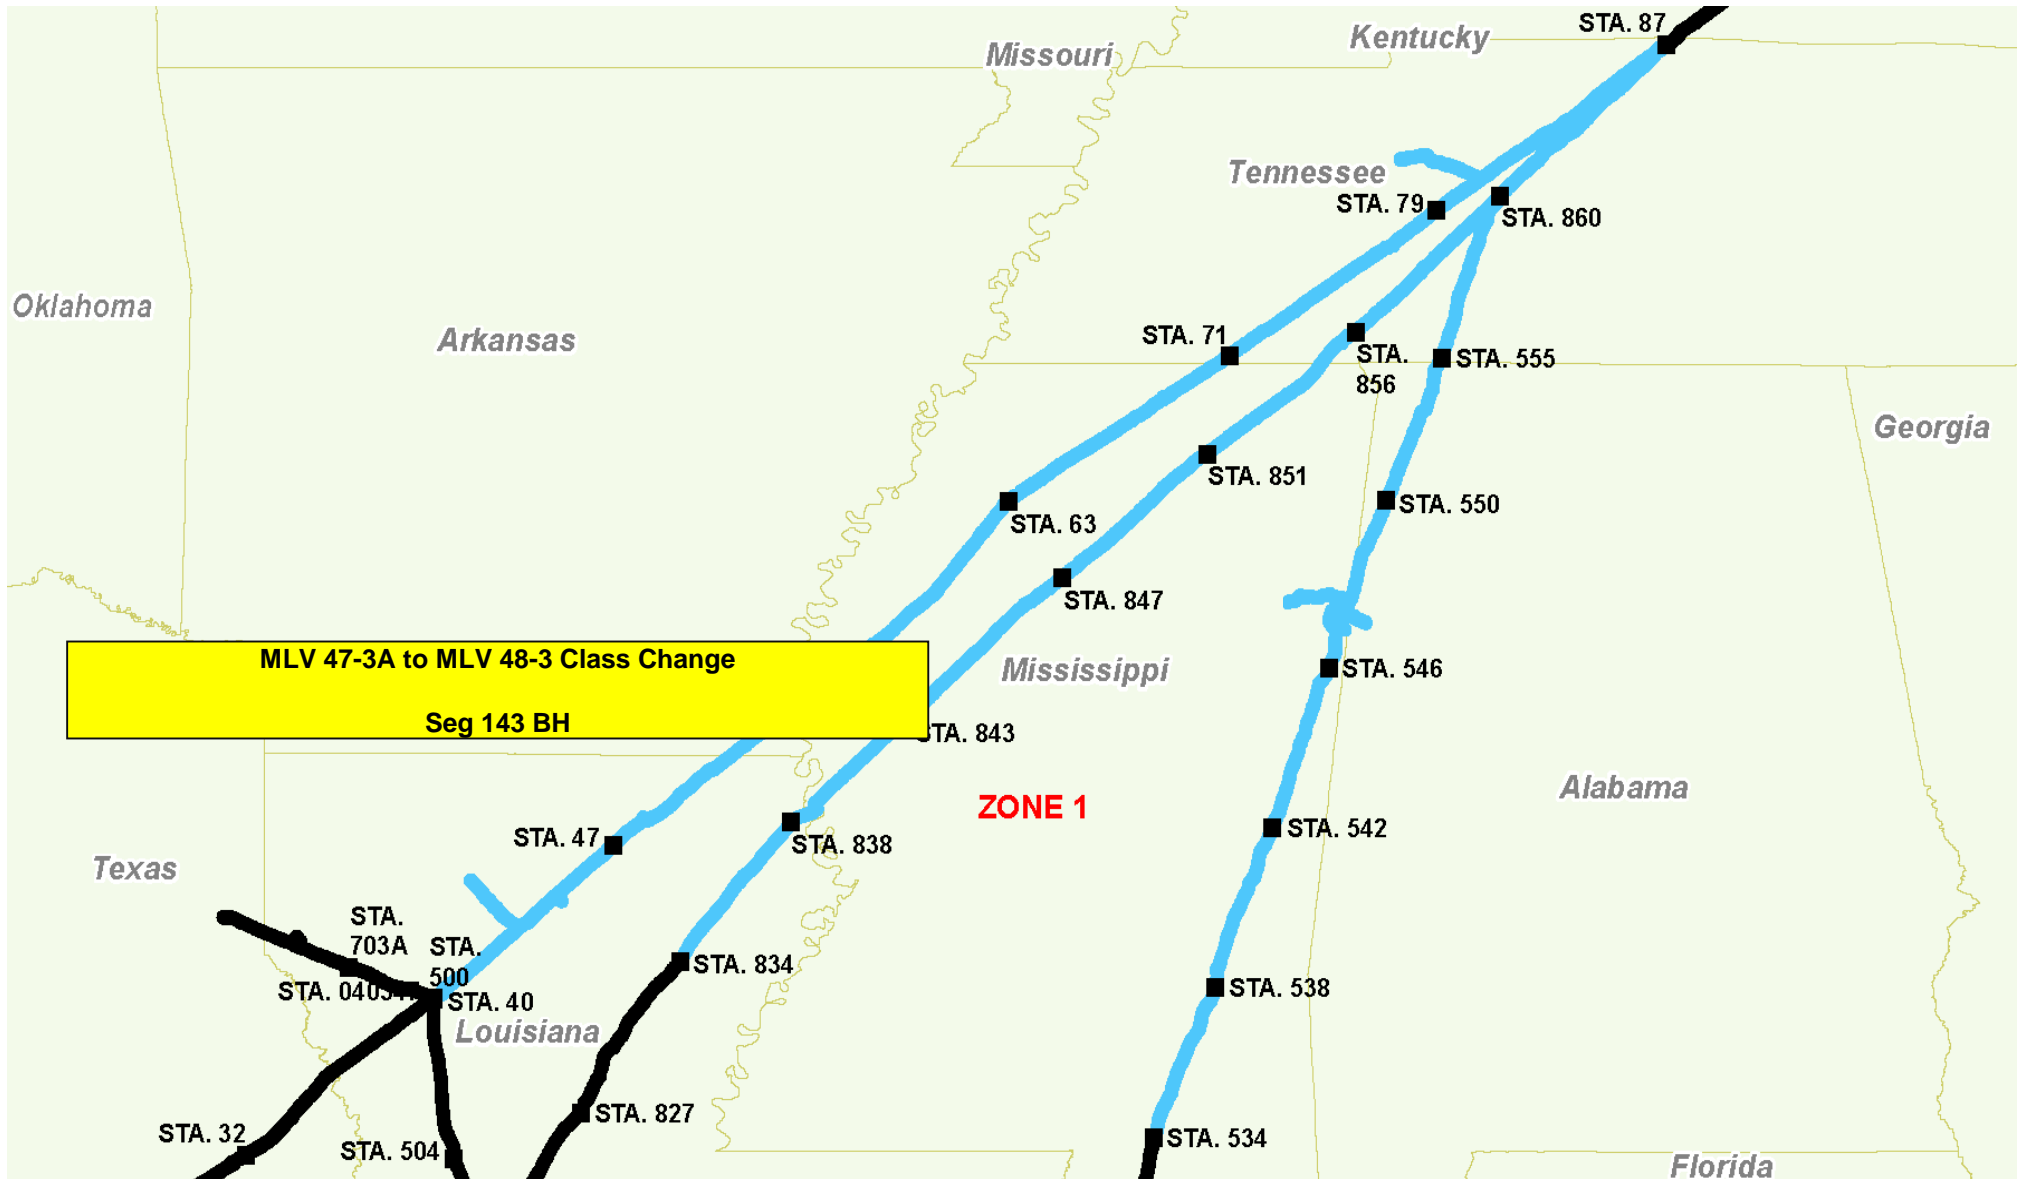 STA. 87
Kentucky
Missouri
Tennessee
STA. 79
STA. 860
Oklahoma
Arkansas
STA. 71
STA.
856
STA. 555
Georgia
STA. 851
STA. 63
STA. 550
STA. 847
MLV 47-3A to MLV 48-3 Class Change
Seg 143 BH
Mississippi
STA. 546
STA. 843
ZONE 1
Alabama
STA. 47
STA. 838
STA. 542
Texas
STA.
703A
STA.
500
STA. 834
STA. 40
STA. 538
Louisiana
STA. 827
STA. 32
STA. 504
STA. 534
Florida